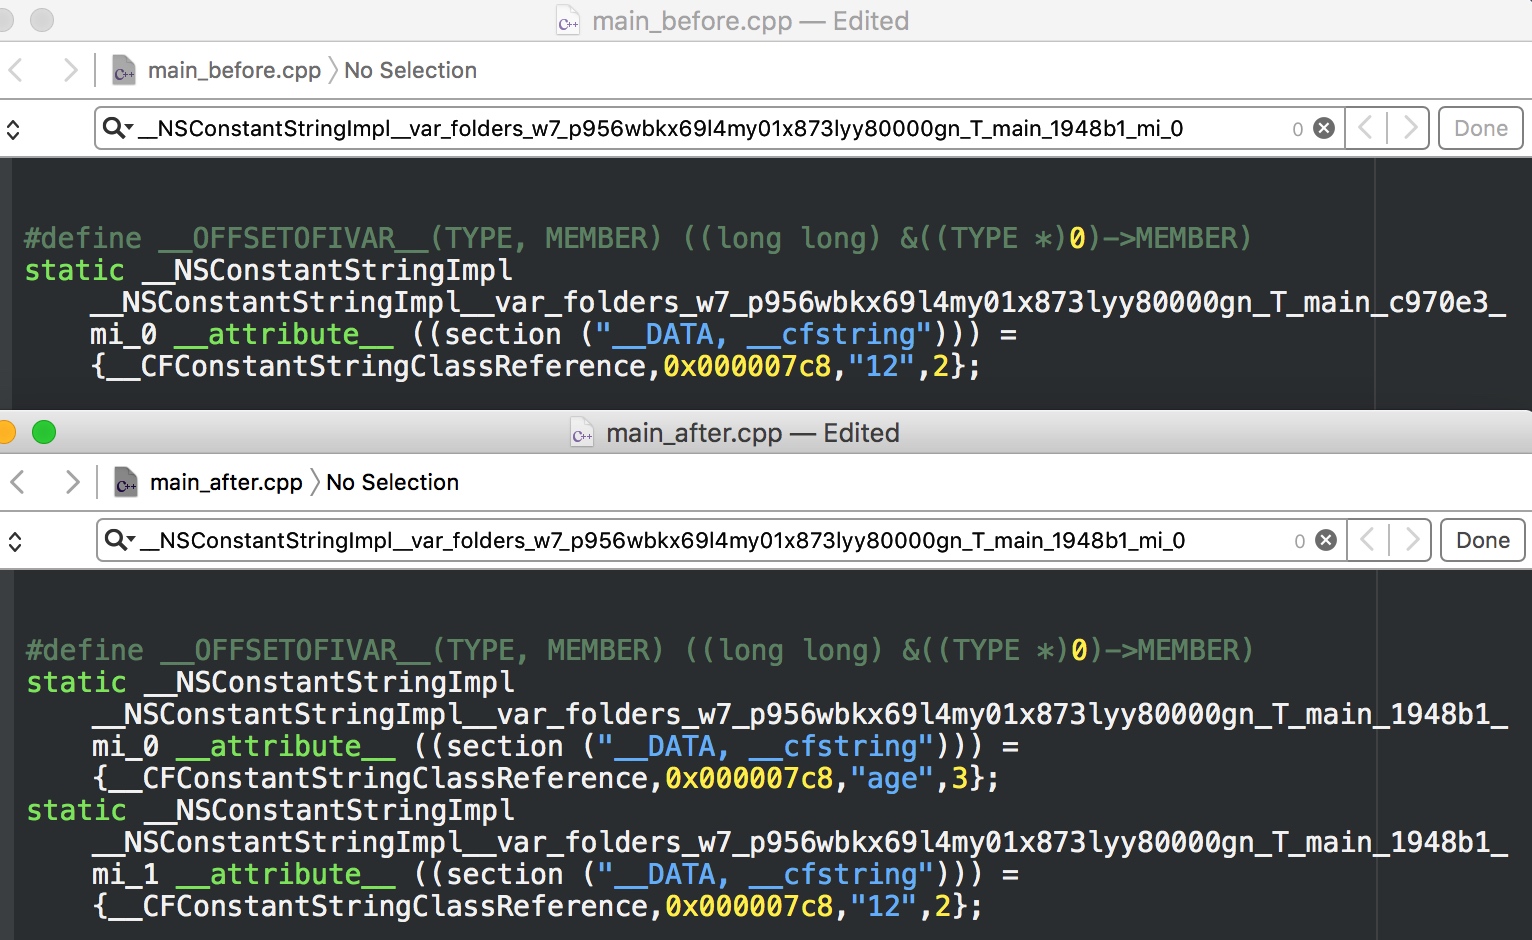 main_before.cpp — Edited
main_before.cpp 〉No Selection
__NSConstantStringImpl__var_folders_w7_p956wbkx69l4my01x873lyy80000gn_T_main_1948b1_mi_0 0 Done
#define __OFFSETOFIVAR__(TYPE, MEMBER) ((long long) &((TYPE *)0)->MEMBER)
static __NSConstantStringImpl
__NSConstantStringImpl__var_folders_w7_p956wbkx69l4my01x873lyy80000gn_T_main_c970e3_
mi_0 __attribute__ ((section ("__DATA, __cfstring"))) =
{__CFConstantStringClassReference,0x000007c8,"12",2};
main_after.cpp — Edited
main_after.cpp 〉No Selection
__NSConstantStringImpl__var_folders_w7_p956wbkx69l4my01x873lyy80000gn_T_main_1948b1_mi_0 0 Done
#define __OFFSETOFIVAR__(TYPE, MEMBER) ((long long) &((TYPE *)0)->MEMBER)
static __NSConstantStringImpl
__NSConstantStringImpl__var_folders_w7_p956wbkx69l4my01x873lyy80000gn_T_main_1948b1_
mi_0 __attribute__ ((section ("__DATA, __cfstring"))) =
{__CFConstantStringClassReference,0x000007c8,"age",3};
static __NSConstantStringImpl
__NSConstantStringImpl__var_folders_w7_p956wbkx69l4my01x873lyy80000gn_T_main_1948b1_
mi_1 __attribute__ ((section ("__DATA, __cfstring"))) =
{__CFConstantStringClassReference,0x000007c8,"12",2};